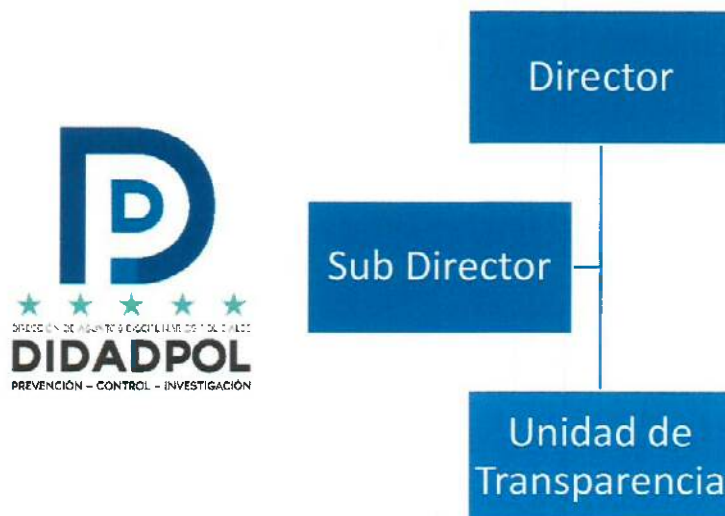 Director
Sub Director
DIDADPOL
PREVENCIÓN – CONTROL – INVESTIGACIÓN
Unidad de
Transparencia